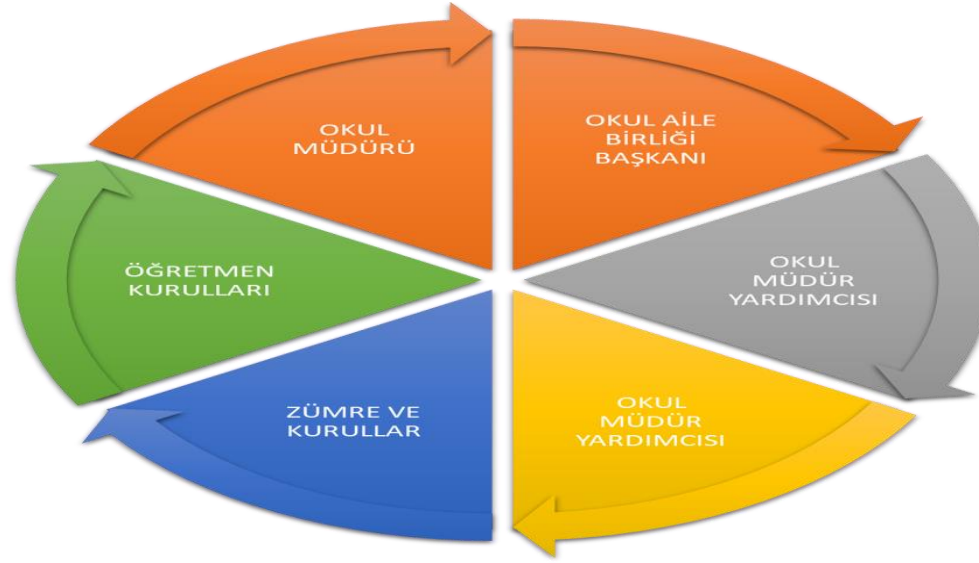 OKUL
MÜDÜRÜ
OKUL AİLE
BİRLİĞİ
BAŞKANI
OKUL
MÜDÜR
YARDIMCISI
OKUL
MÜDÜR
YARDIMCISI
ZÜMRE VE
KURULLAR
ÖĞRETMEN
KURULLARI